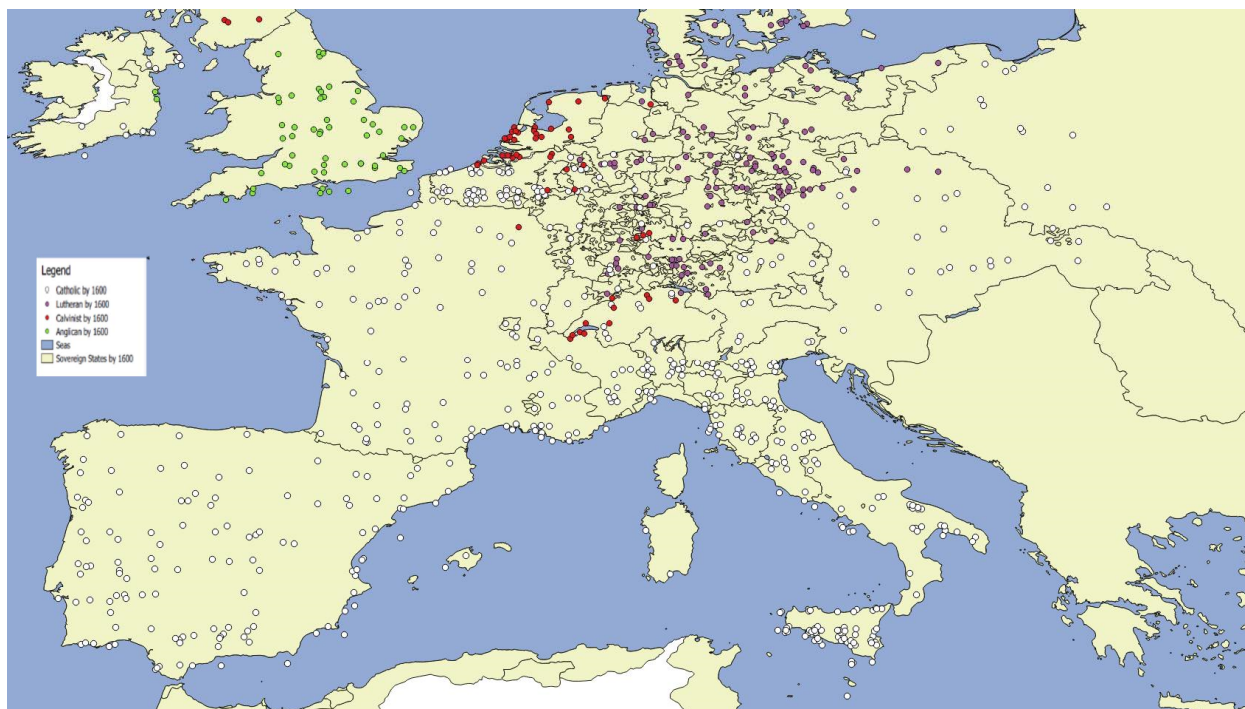 Legend
Catholic by 1600
Lutheran by 1600
Calvinist by 1600
Anglican by 1600
Seas
Sovereign States by 1600